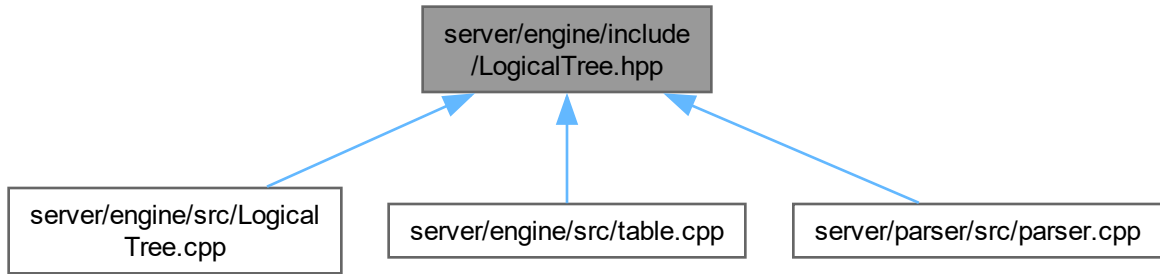 server/engine/include
/LogicalTree.hpp
server/engine/src/Logical
Tree.cpp
server/engine/src/table.cpp
server/parser/src/parser.cpp